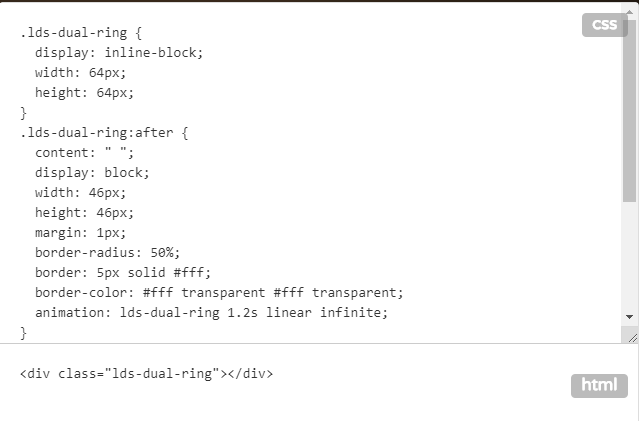 CSS
.lds-dual-ring {
  display: inline-block;
  width: 64px;
  height: 64px;
}
.lds-dual-ring:after {
  content: " ";
  display: block;
  width: 46px;
  height: 46px;
  margin: 1px;
  border-radius: 50%;
  border: 5px solid #fff;
  border-color: #fff transparent #fff transparent;
  animation: lds-dual-ring 1.2s linear infinite;
}
<div class="lds-dual-ring"></div>
html